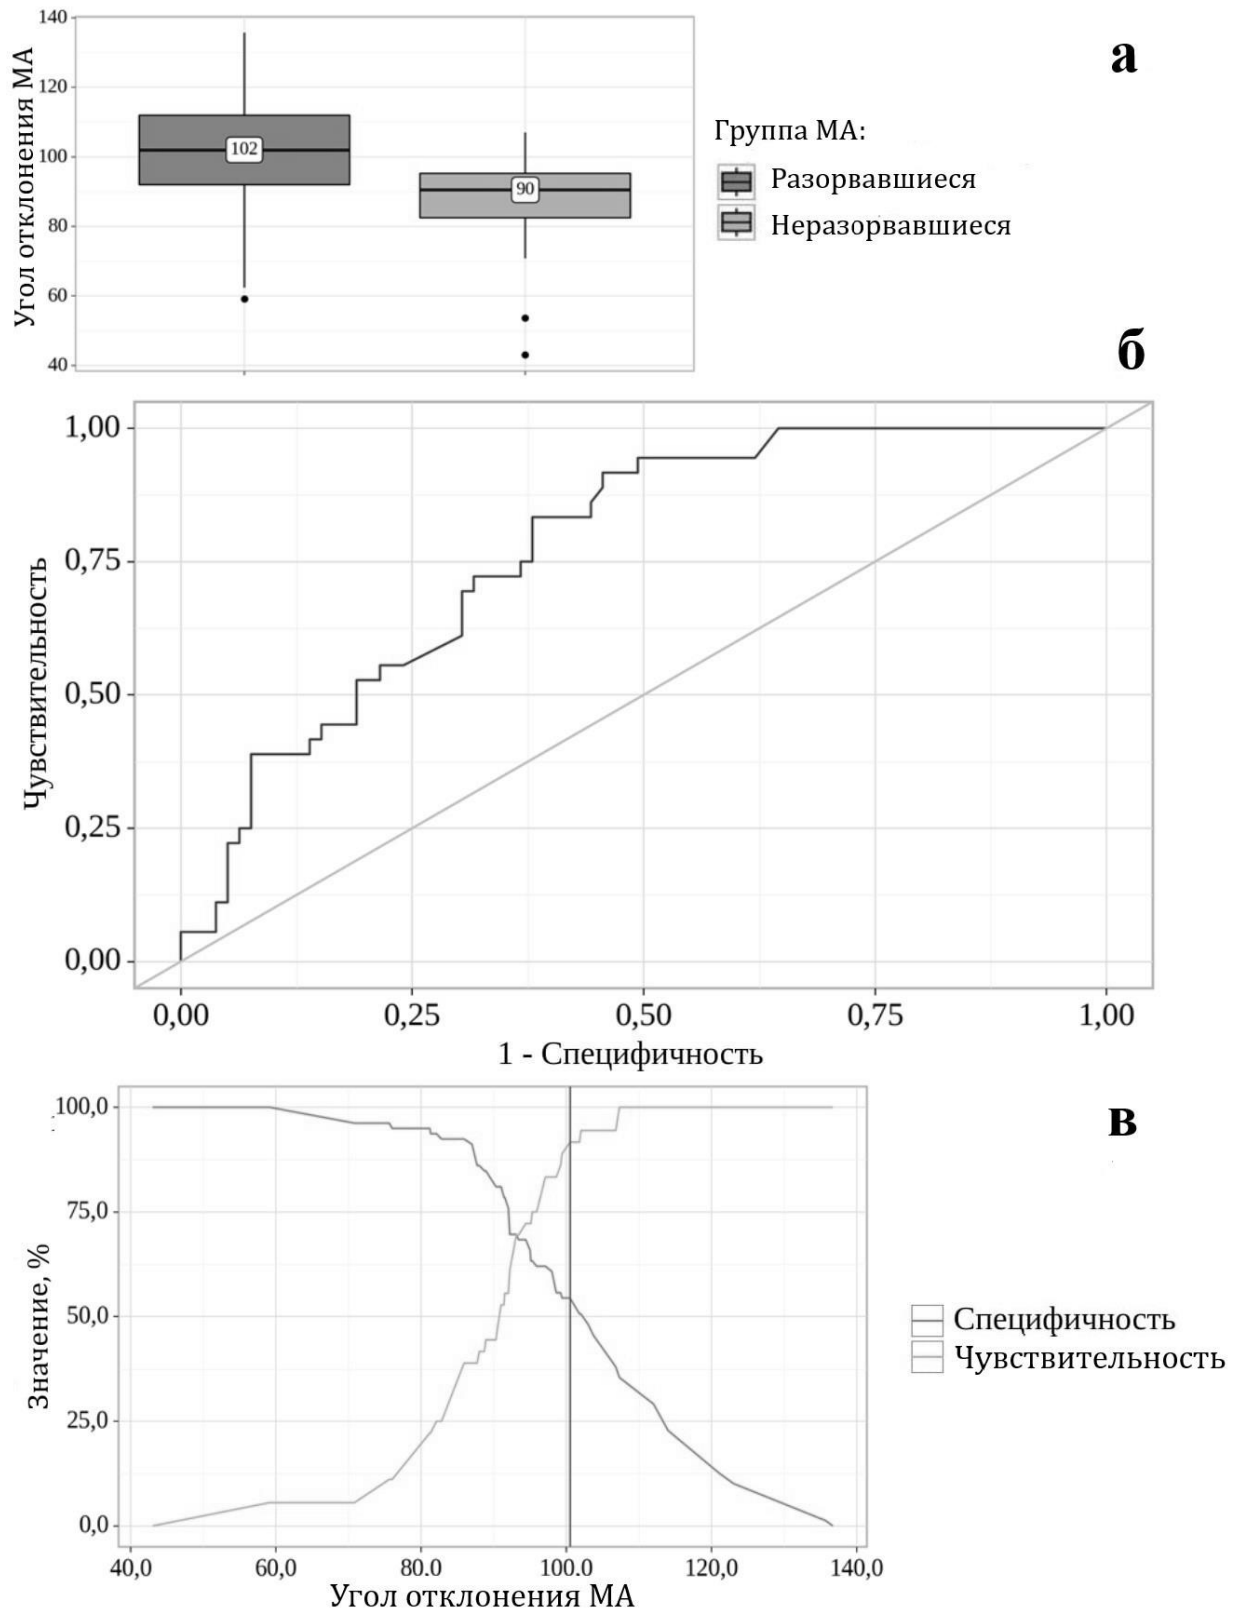 а
140
120
100
80
60
40
Угол отклонения МА
102
90
Группа МА:
Разорвавшиеся
Неразорвавшиеся
б
1,00
0,75
0,50
0,25
0,00
Чувствительность
0,00 0,25 0,50 0,75 1,00
1 - Специфичность
в
100,0
75,0
50,0
25,0
0,0
Значение, %
Специфичность
Чувствительность
40,0 60,0 80.0 100.0 120,0 140,0
Угол отклонения МА